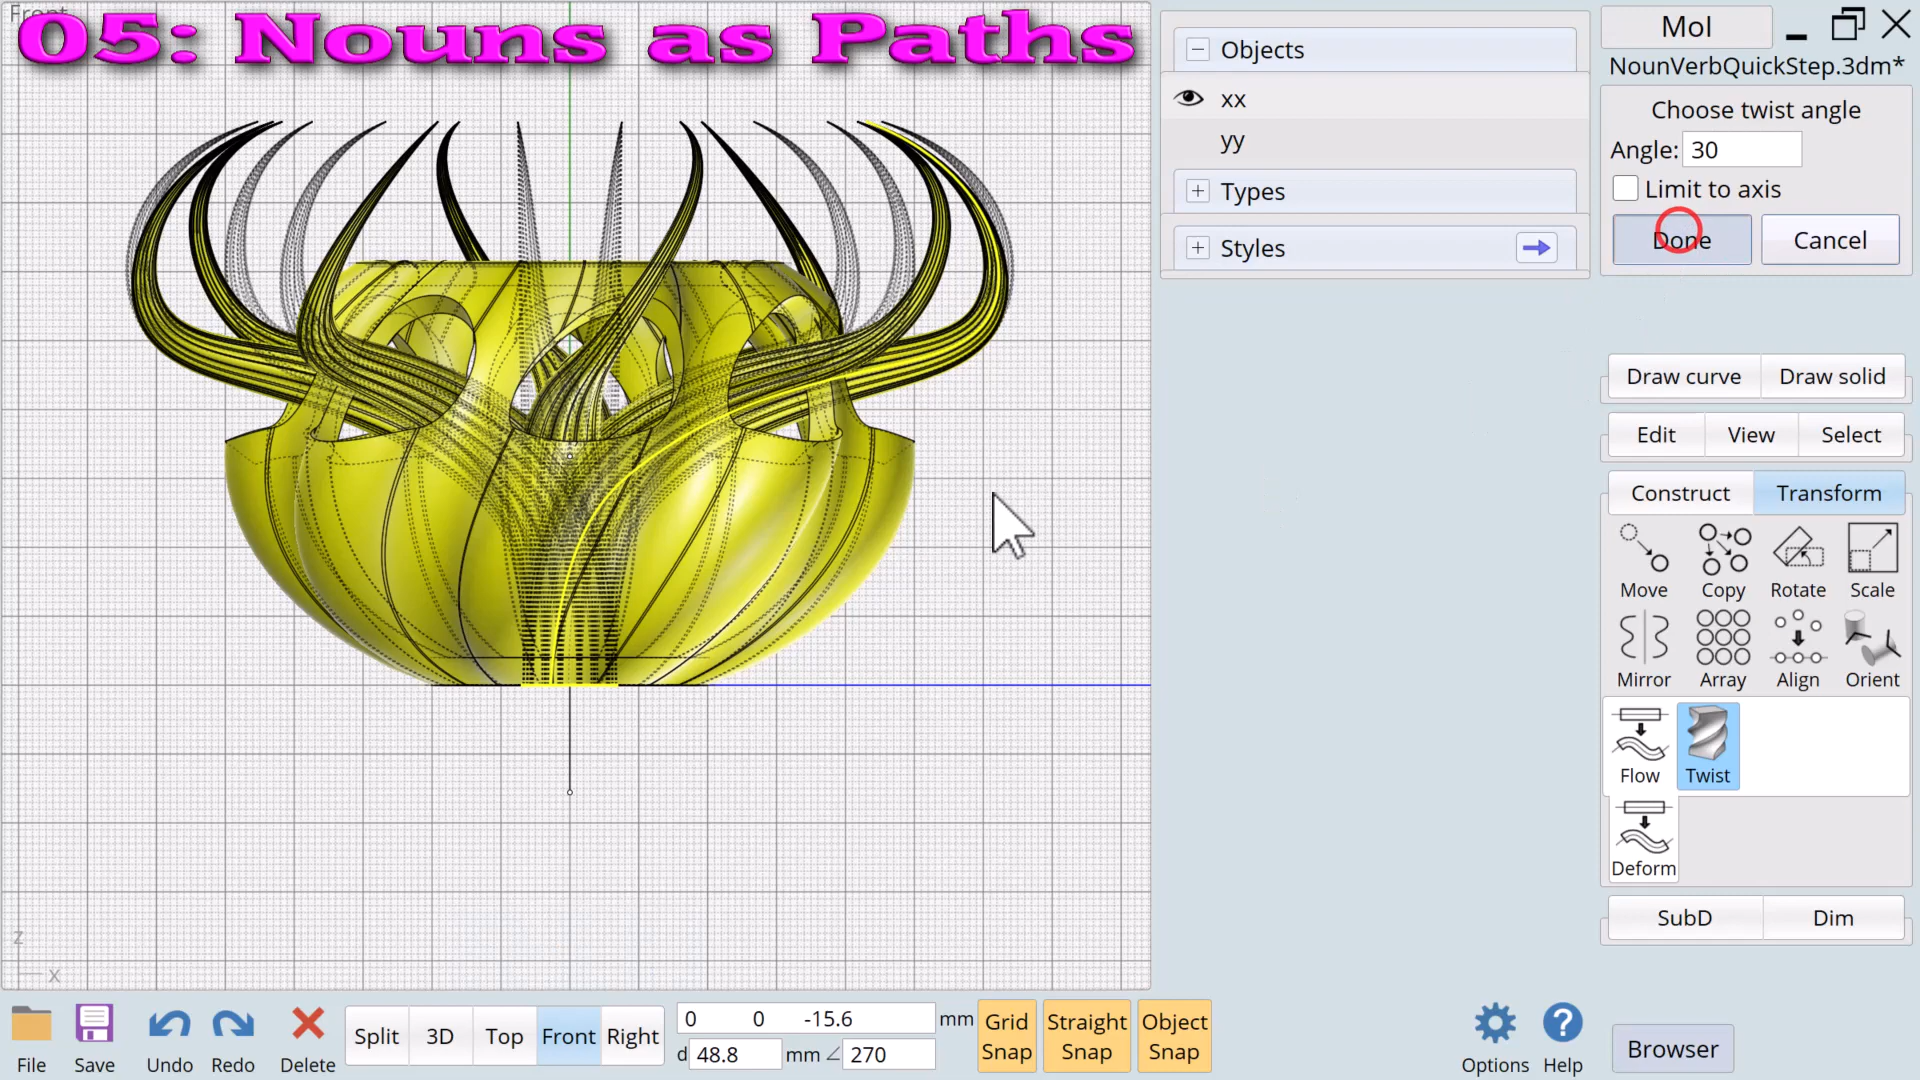 Front
05: Nouns as Paths
Objects
xx
yy
Types
Styles
MoI
NounVerbQuickStep.3dm*
Choose twist angle
Angle: 30
Limit to axis
Done Cancel
Draw curve Draw solid
Edit View Select
Construct Transform
Move Copy Rotate Scale
Mirror Array Align Orient
Flow Twist
Deform
SubD Dim
z
x
File Save Undo Redo Delete
Split 3D Top Front Right
0 0 -15.6 mm
d 48.8 mm ∠ 270
Grid Snap
Straight Snap
Object Snap
Options Help
Browser